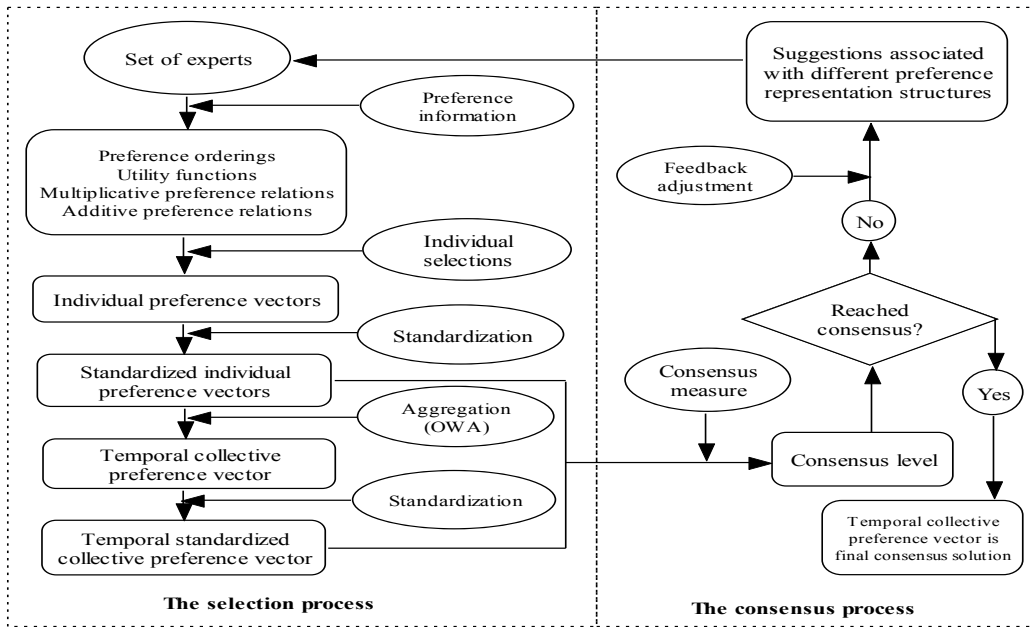 Set of experts
Preference
information
Preference orderings
Utility functions
Multiplicative preference relations
Additive preference relations
Individual
selections
Individual preference vectors
Standardization
Standardized individual
preference vectors
Aggregation
(OWA)
Temporal collective
preference vector
Standardization
Temporal standardized
collective preference vector
The selection process
Suggestions associated
with different preference
representation structures
Feedback
adjustment
No
Reached
consensus?
Consensus
measure
Yes
Consensus level
Temporal collective
preference vector is
final consensus solution
The consensus process